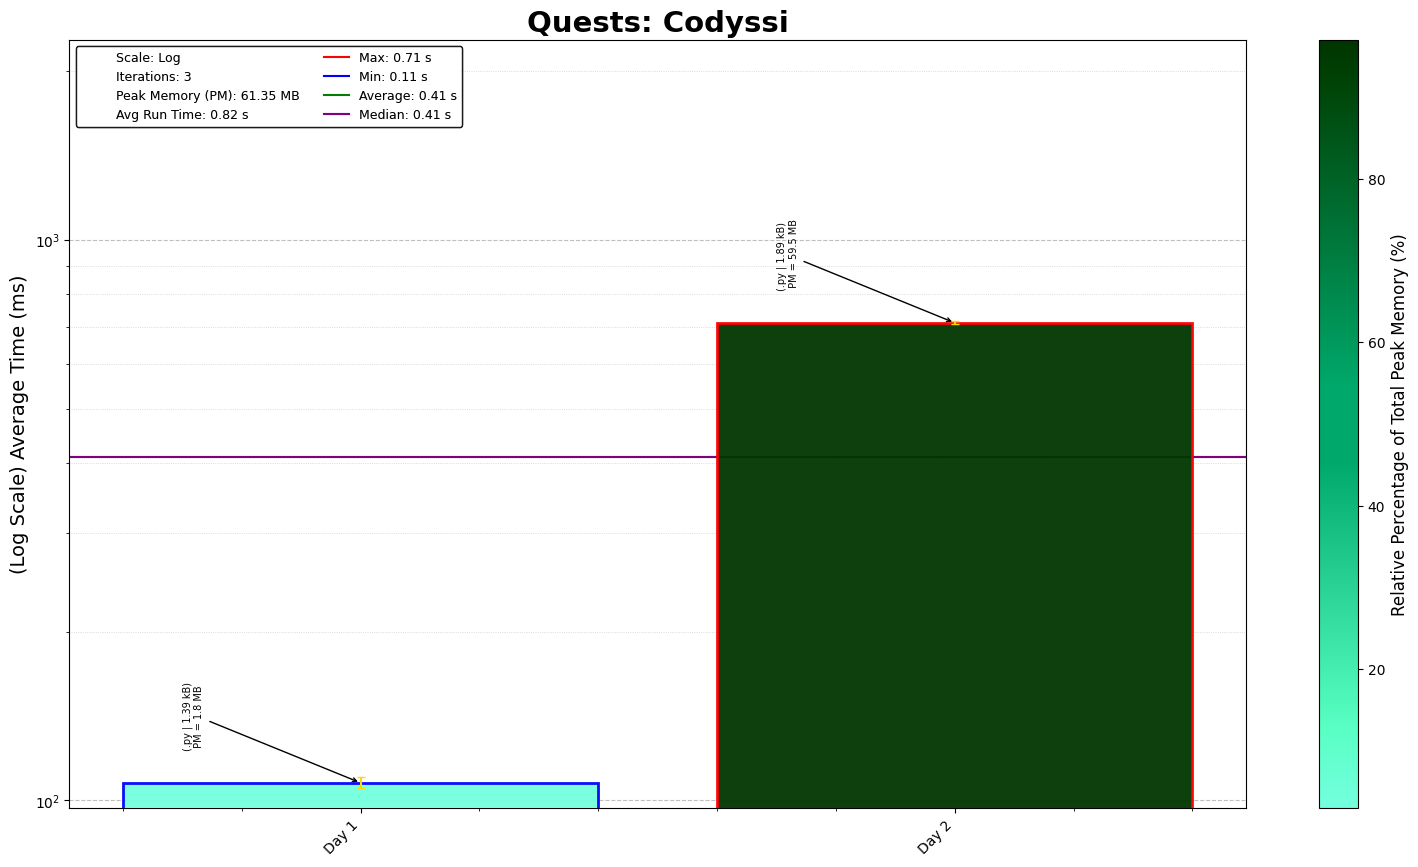 Quests: Codyssi
Scale: Log
Iterations: 3
Peak Memory (PM): 61.35 MB
Avg Run Time: 0.82 s
Max: 0.71 s
Min: 0.11 s
Average: 0.41 s
Median: 0.41 s
(Log Scale) Average Time (ms)
10³
10²
(.py | 1.39 kB)
PM = 1.8 MB
(.py | 1.89 kB)
PM = 59.5 MB
Day 1
Day 2
80
60
40
20
Relative Percentage of Total Peak Memory (%)